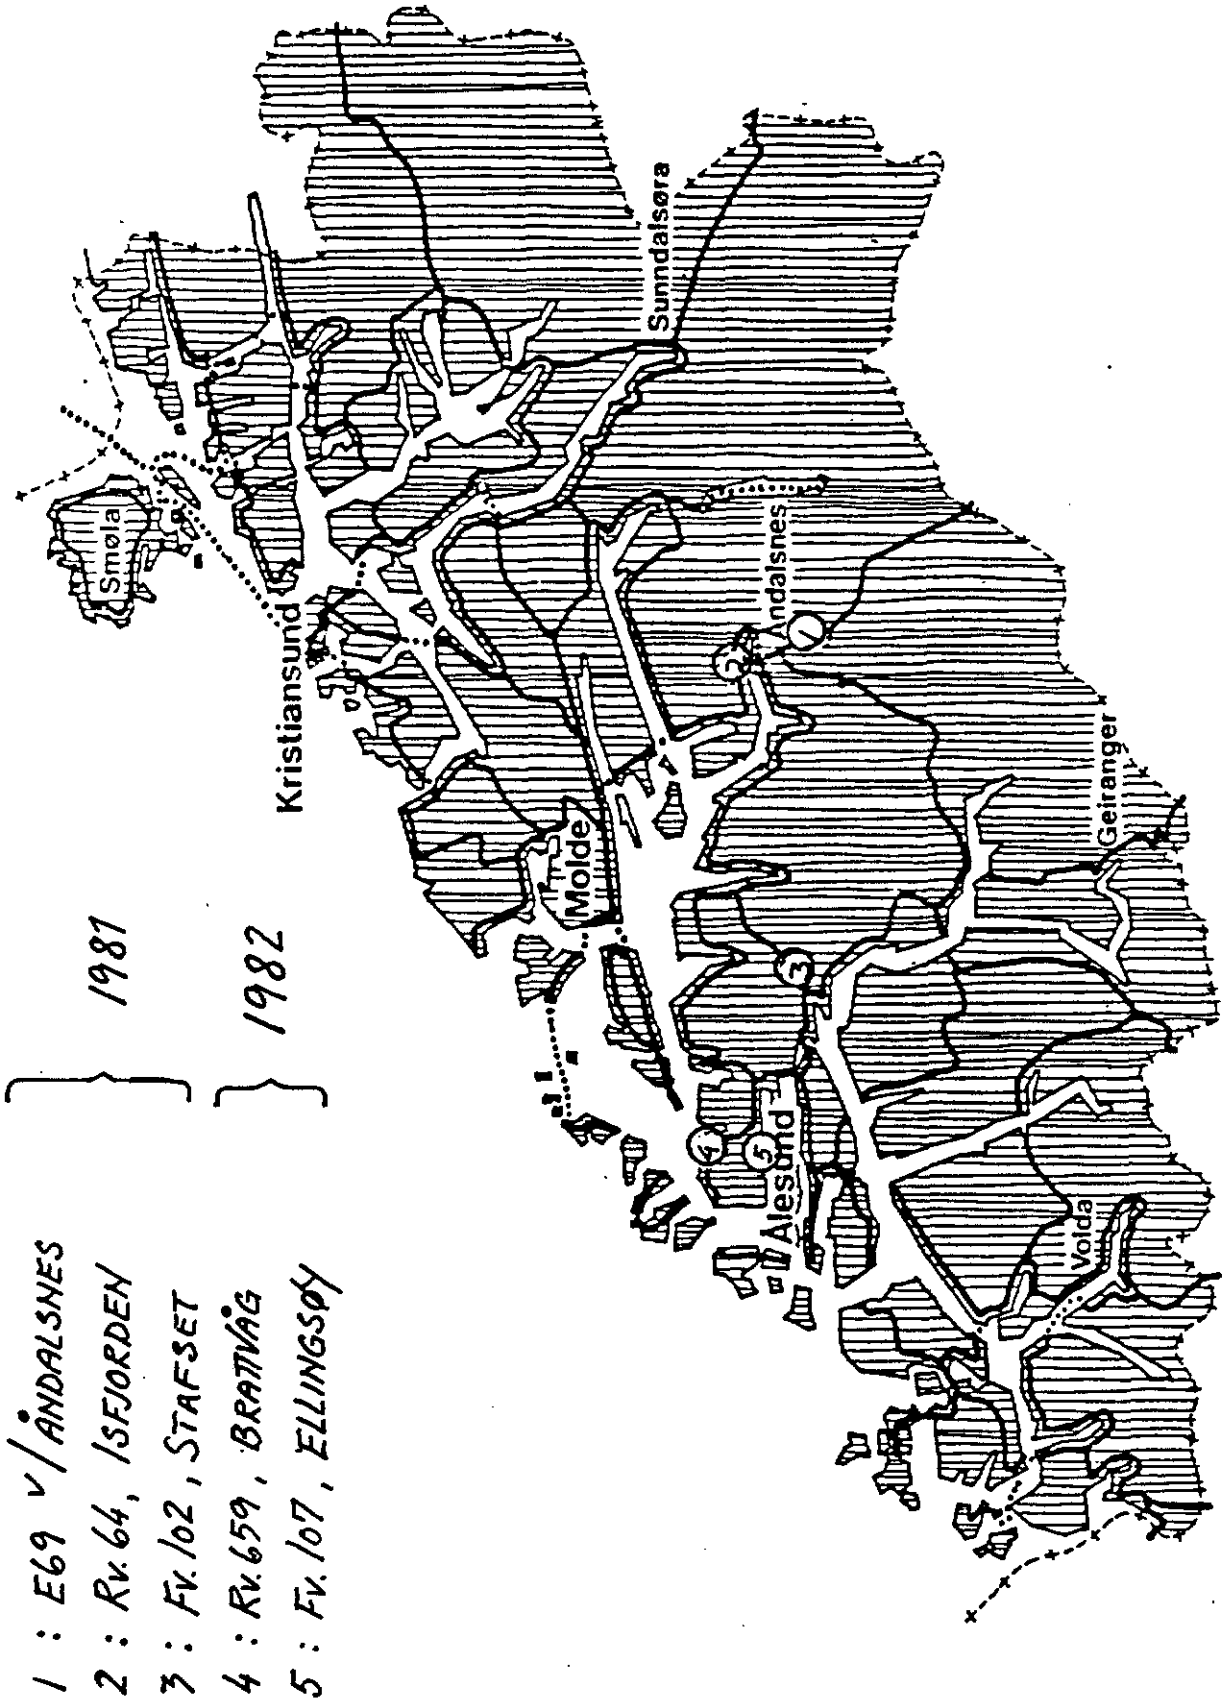 1 : E69 v/ÅNDALSNES
2 : Rv. 64, ISFJORDEN
1981
3 : Fv. 102, STAFSET
4 : Rv. 659, BRATTVÅG
1982
5 : Fv. 107, ELLINGSØY
Smøla
Kristiansund
Sunndalsøra
Molde
Åndalsnes
2
1
3
4
5
Ålesund
Geiranger
Volda